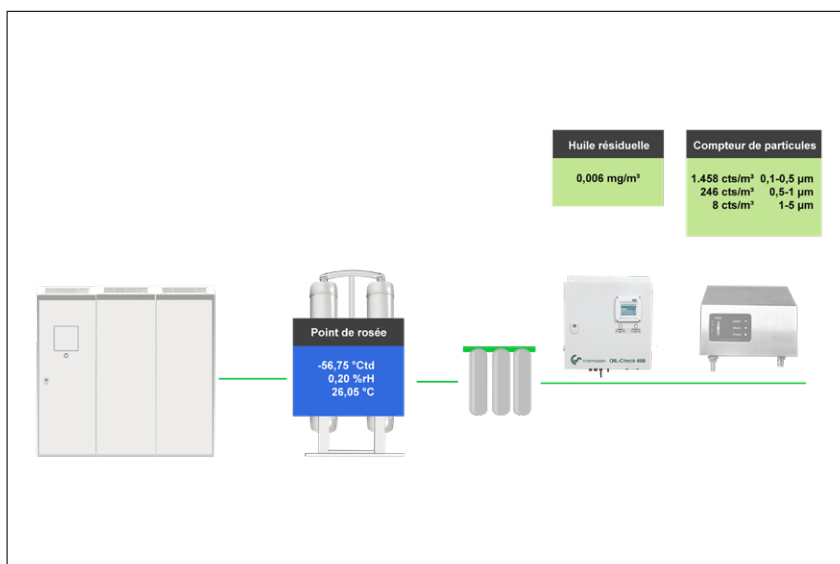 Huile résiduelle
0,006 mg/m³
Compteur de particules
1.458 cts/m³ 0,1-0,5 µm
246 cts/m³ 0,5-1 µm
8 cts/m³ 1-5 µm
Point de rosée
-56,75 °Ctd
0,20 %rH
26,05 °C
OIL-Check 400